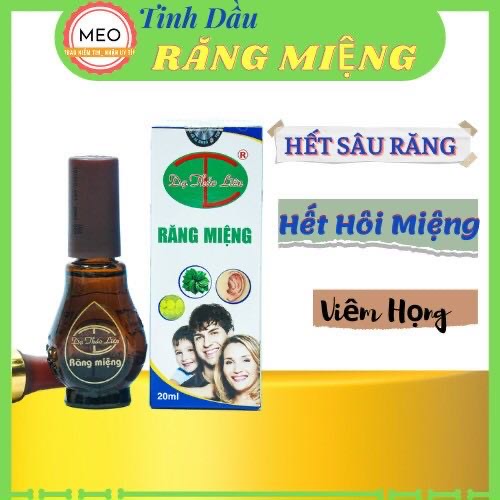 MEO
Tinh Dầu
RĂNG MIỆNG
HẾT SÂU RĂNG
Hết Hôi Miệng
Viêm Họng
®
Dạ Thảo Liên
RĂNG MIỆNG
20ml
Dạ Thảo Liên
Răng miệng